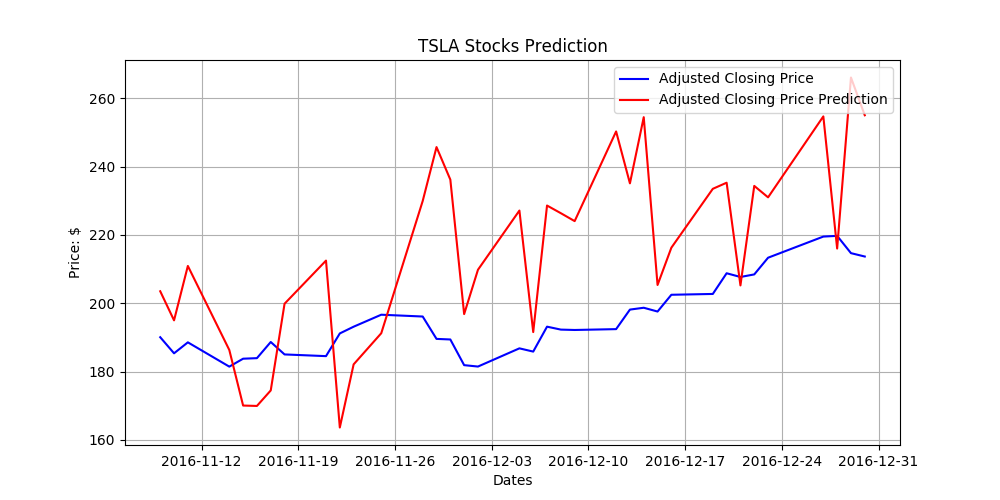 TSLA Stocks Prediction
Adjusted Closing Price
Adjusted Closing Price Prediction
Price: $
260
240
220
200
180
160
2016-11-12 2016-11-19 2016-11-26 2016-12-03 2016-12-10 2016-12-17 2016-12-24 2016-12-31
Dates